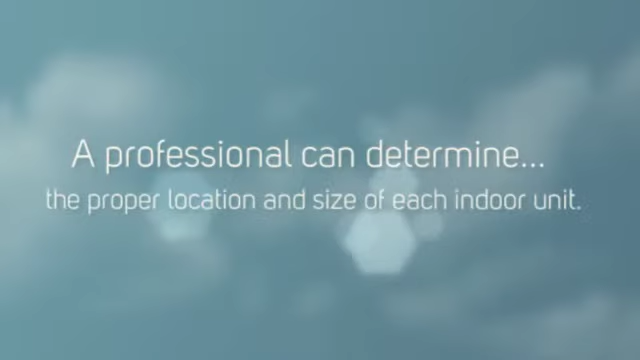 A professional can determine...
the proper location and size of each indoor unit.